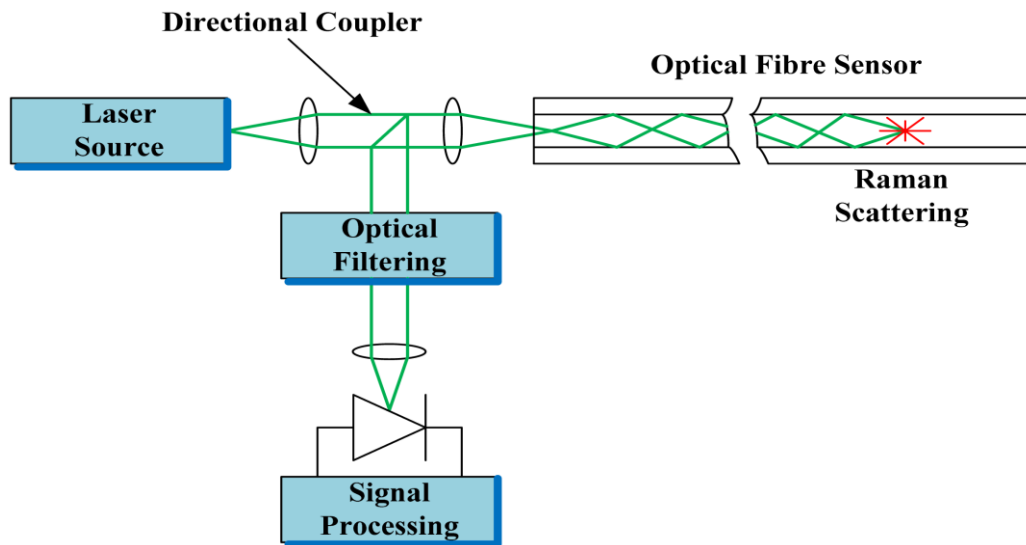 Directional
Coupler
Optical Fibre Sensor
Laser
Source
Raman
Scattering
Optical
Filtering
Signal
Processing